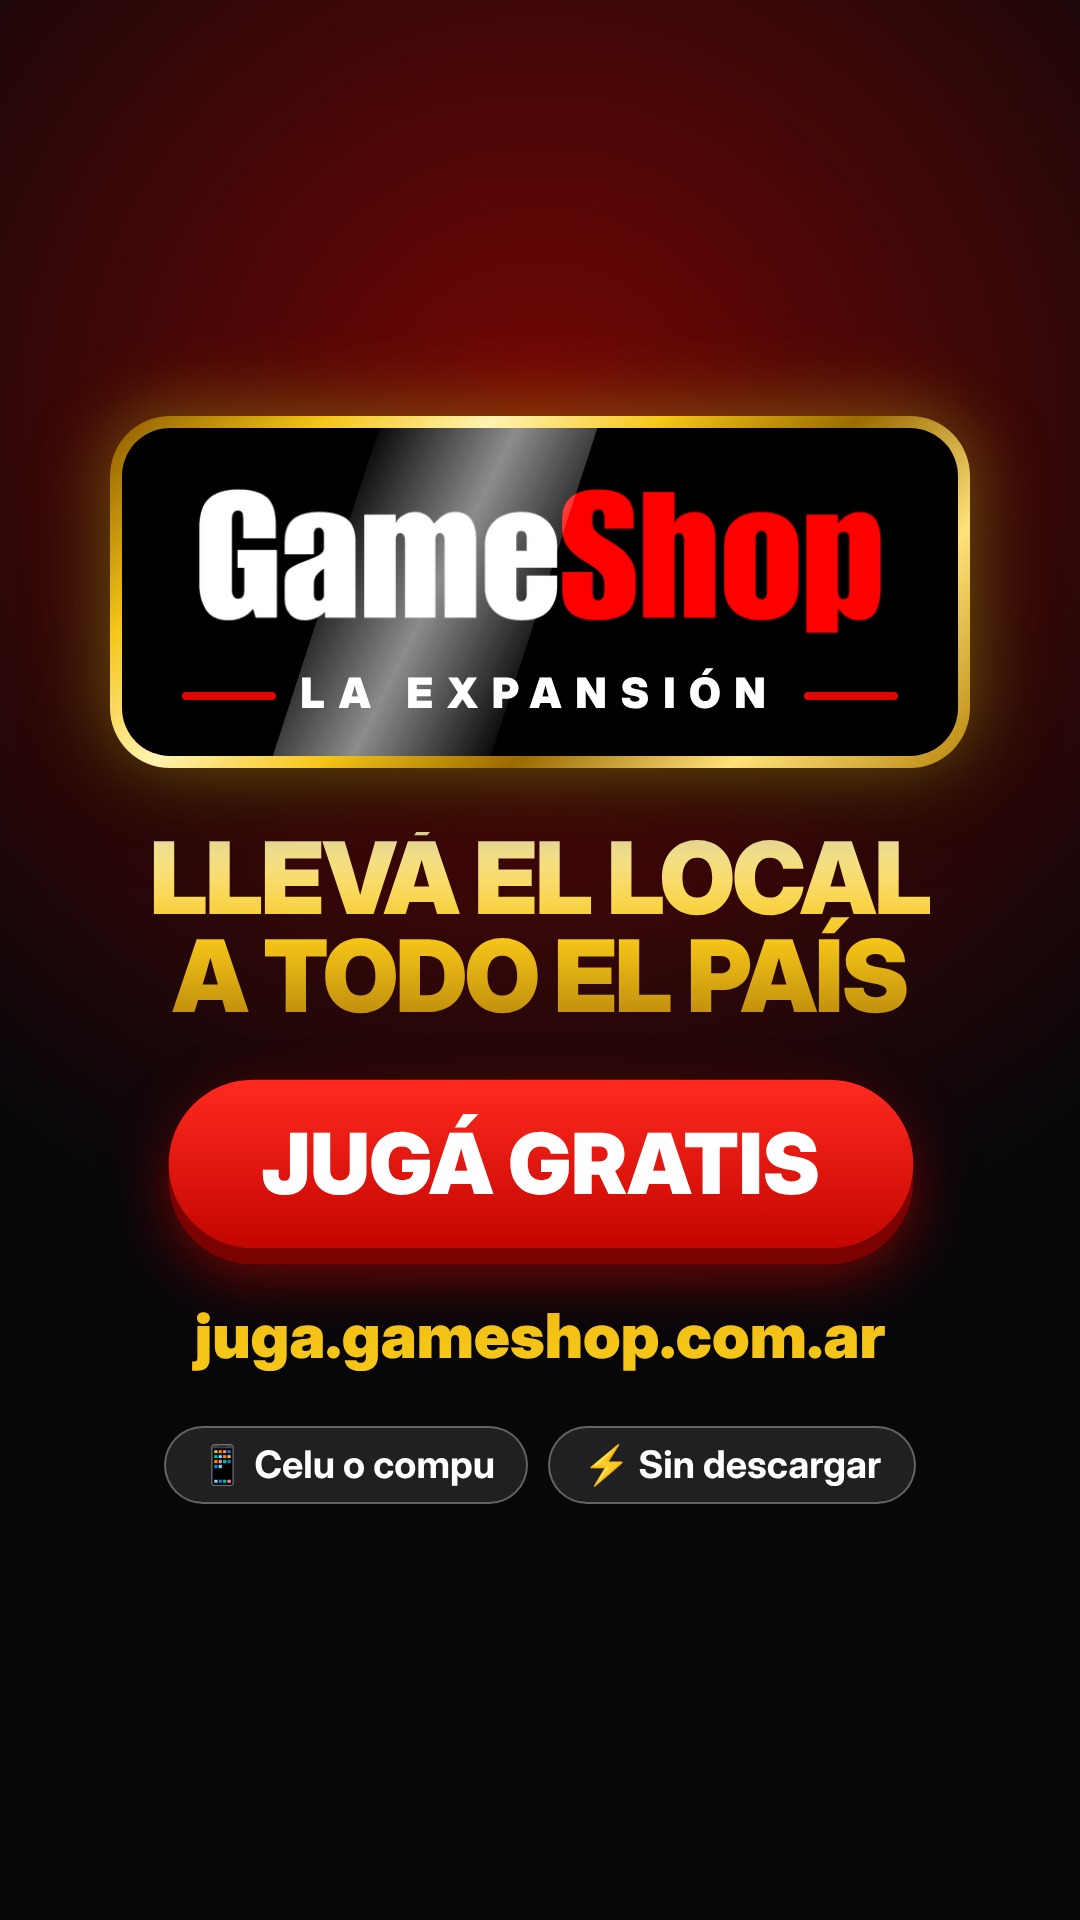 GameShop
LA EXPANSIÓN
LLEVÁ EL LOCAL
A TODO EL PAÍS
JUGÁ GRATIS
juga.gameshop.com.ar
📱 Celu o compu
⚡ Sin descargar